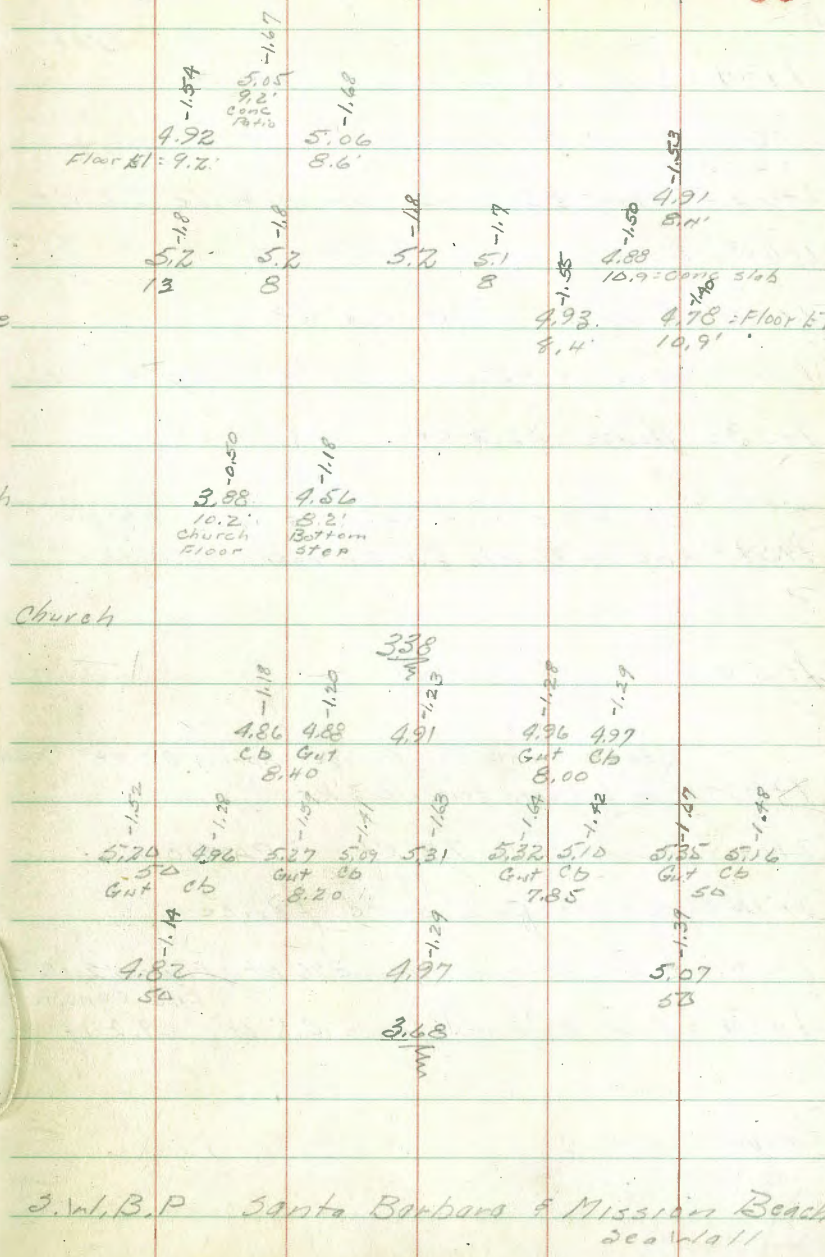 -1.67
-1.54 5.05 -1.68
9.2'
Conc
Patio
4.92 5.06
Floor El = 9.2' 8.6'
-1.53
4.91
8.4'
-1.8 -1.8 -1.8 -1.7 -1.50
5.2 5.2 5.2 5.1 4.88
13 8 8 10.9 = Conc slab
-1.55 -1.40
e 4.93 4.78 = Floor El
8.4' 10.9'
-0.50 -1.18
h 3.88 4.56
10.2' 8.2'
Church Bottom
Floor Step
Church
3.38
-1.18 -1.20 -1.23 -1.28 -1.29
4.86 4.88 4.91 4.96 4.97
Cb Gut Gut Cb
8.40 8.00
-1.52 -1.28 -1.59 -1.41 -1.63 -1.64 -1.42 -1.67 -1.48
5.20 4.96 5.27 5.09 5.31 5.32 5.10 5.35 5.16
50 Gut Cb Gut Cb Gut Cb
Gut Cb 8.20 7.85 50
-1.14 -1.29 -1.39
4.82 4.97 5.07
50 50
3.68
S.W.B.P Santa Barbara & Mission Beach
Sea Wall